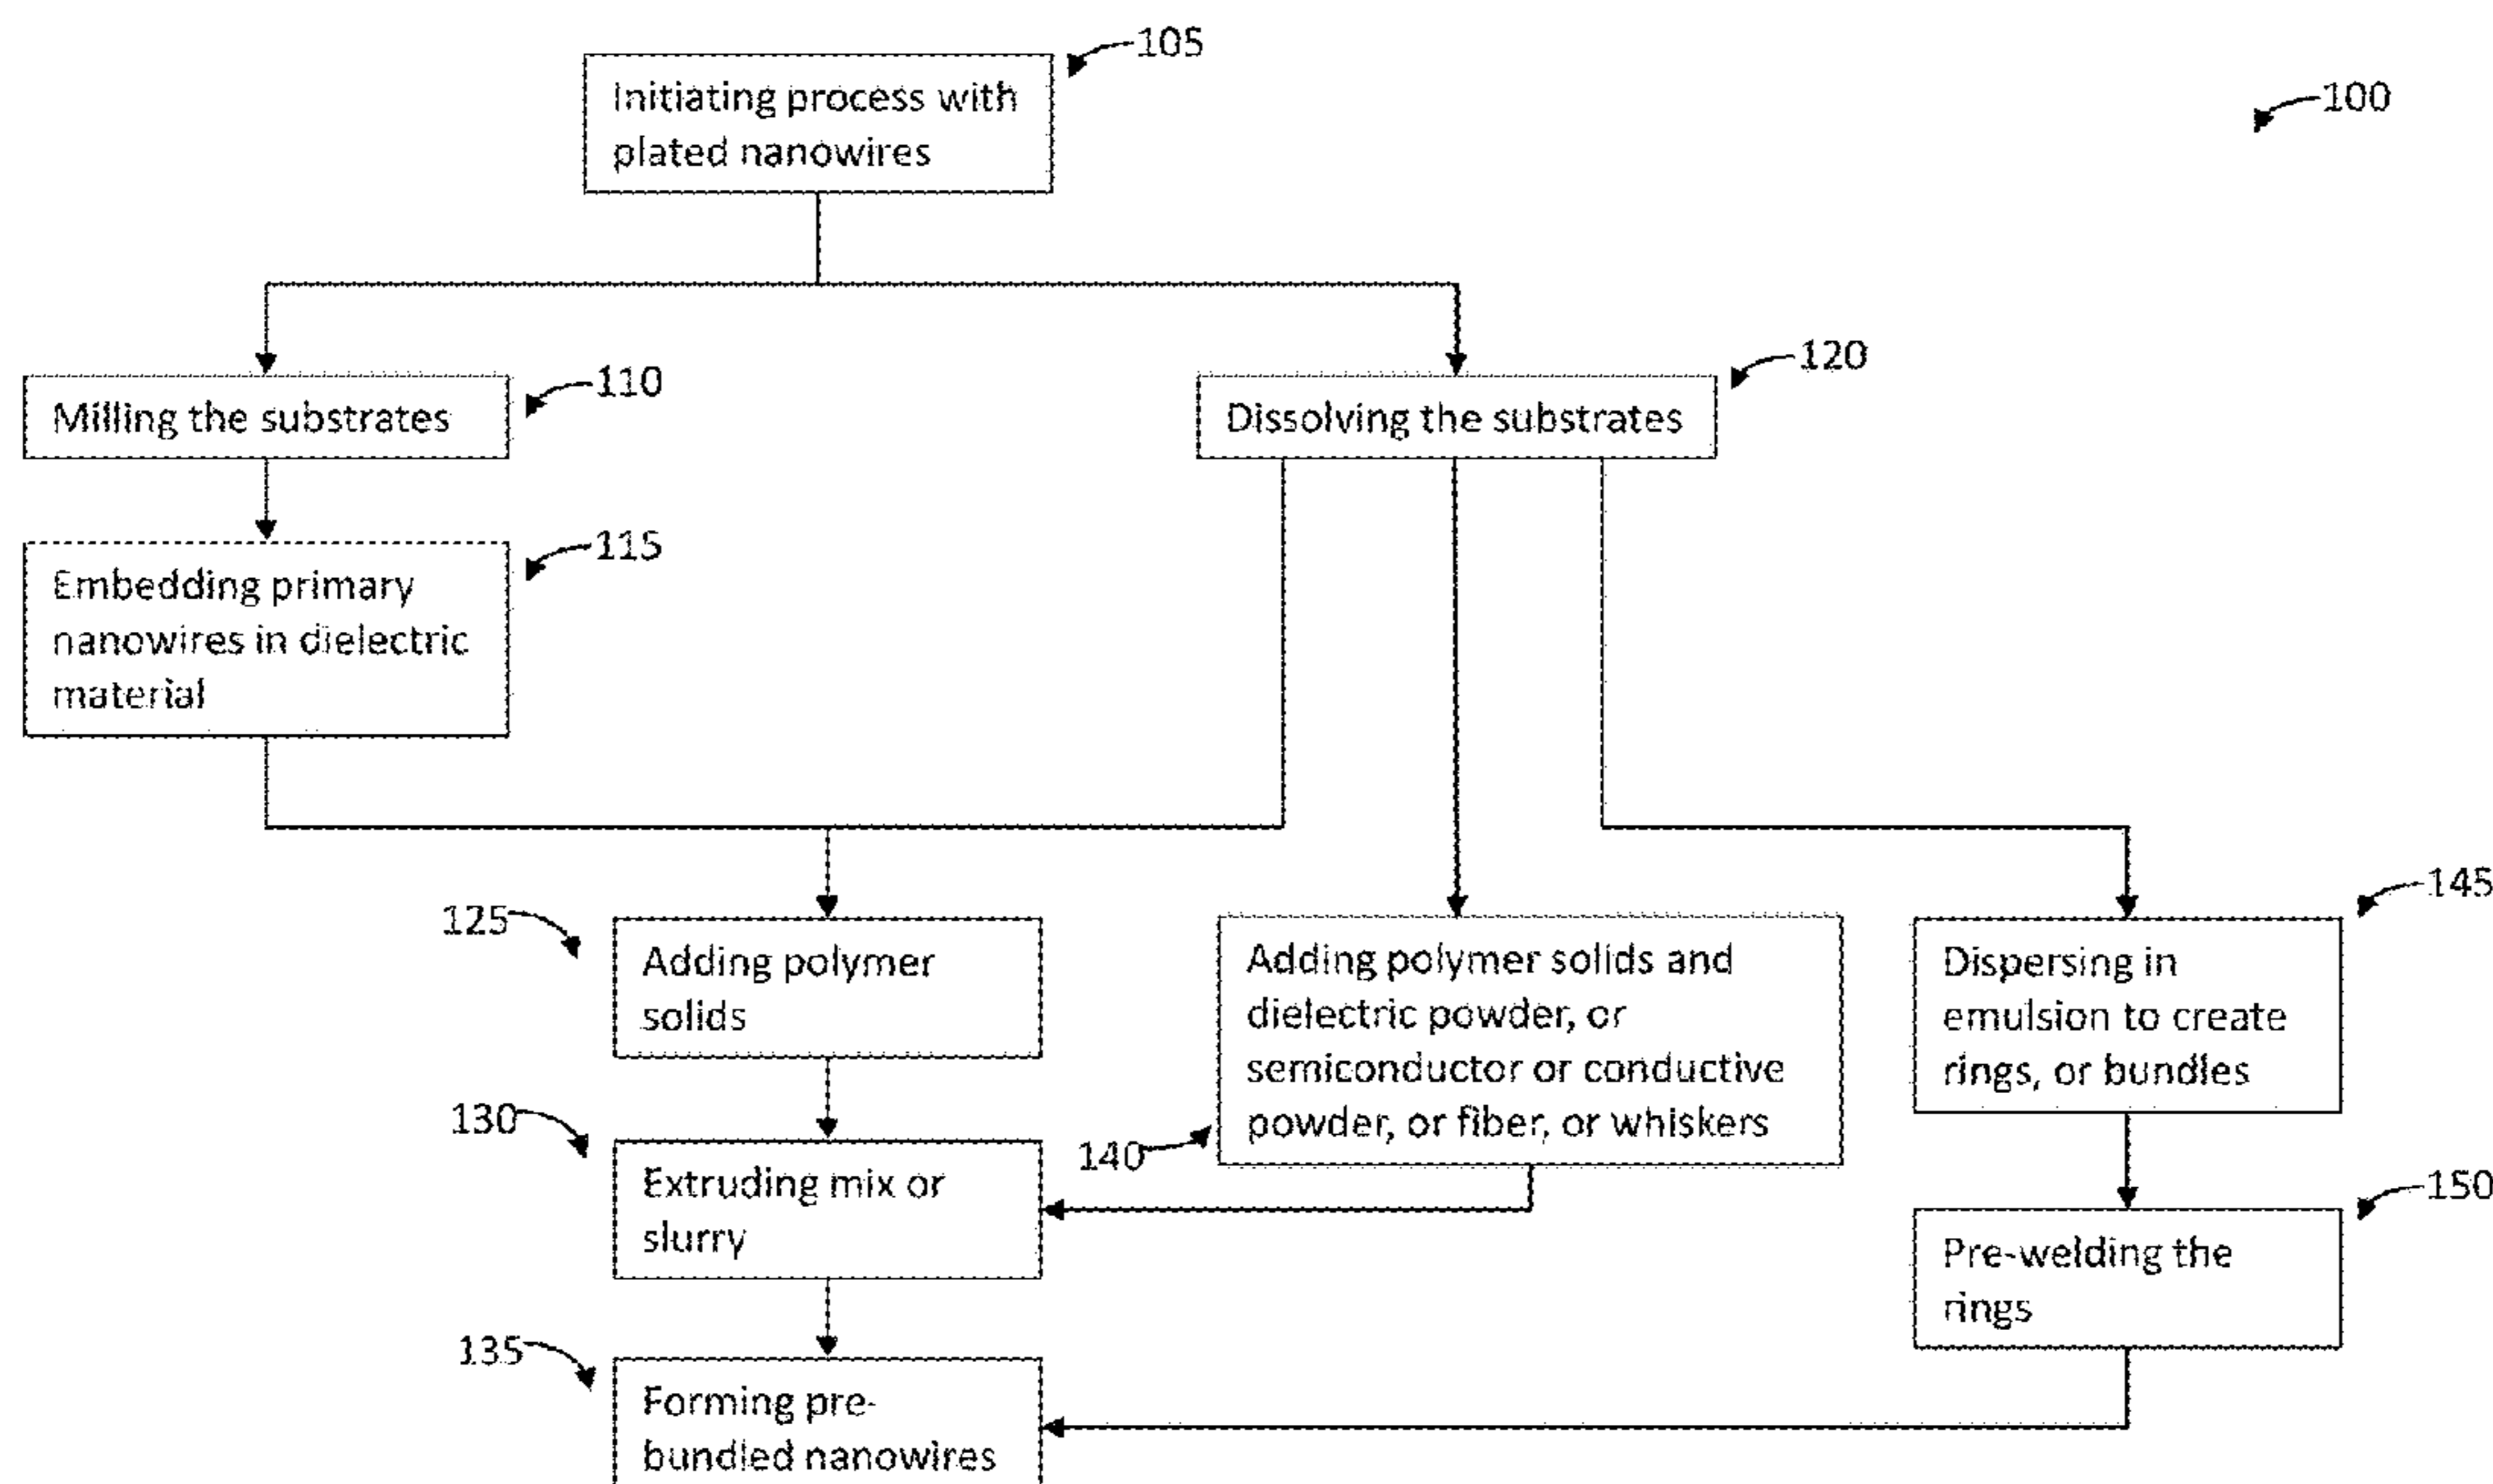 105
Initiating process with
plated nanowires
100
110
Milling the substrates
120
Dissolving the substrates
115
Embedding primary
nanowires in dielectric
material
125
Adding polymer
solids
140
Adding polymer solids and
dielectric powder, or
semiconductor or conductive
powder, or fiber, or whiskers
145
Dispersing in
emulsion to create
rings, or bundles
130
Extruding mix or
slurry
150
Pre-welding the
rings
135
Forming pre-
bundled nanowires